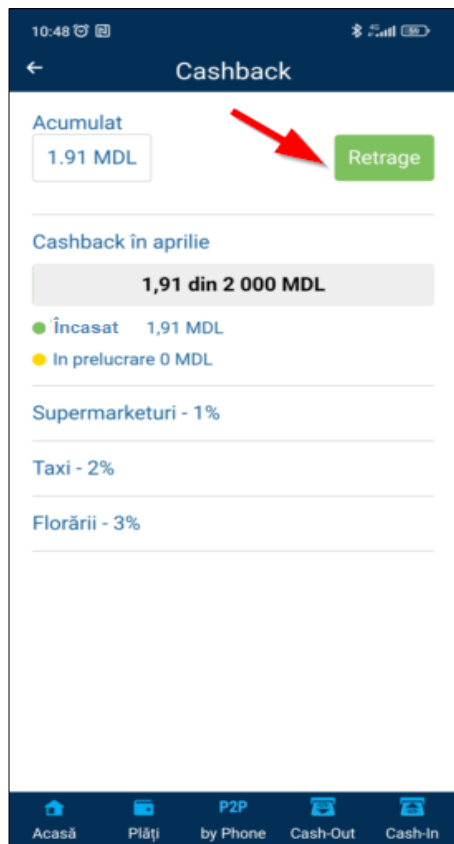 10:48
4G 59
Cashback
Acumulat
1.91 MDL
Retrage
Cashback în aprilie
1,91 din 2 000 MDL
Încasat 1,91 MDL
In prelucrare 0 MDL
Supermarketuri - 1%
Taxi - 2%
Florării - 3%
P2P
Acasă Plăți by Phone Cash-Out Cash-In